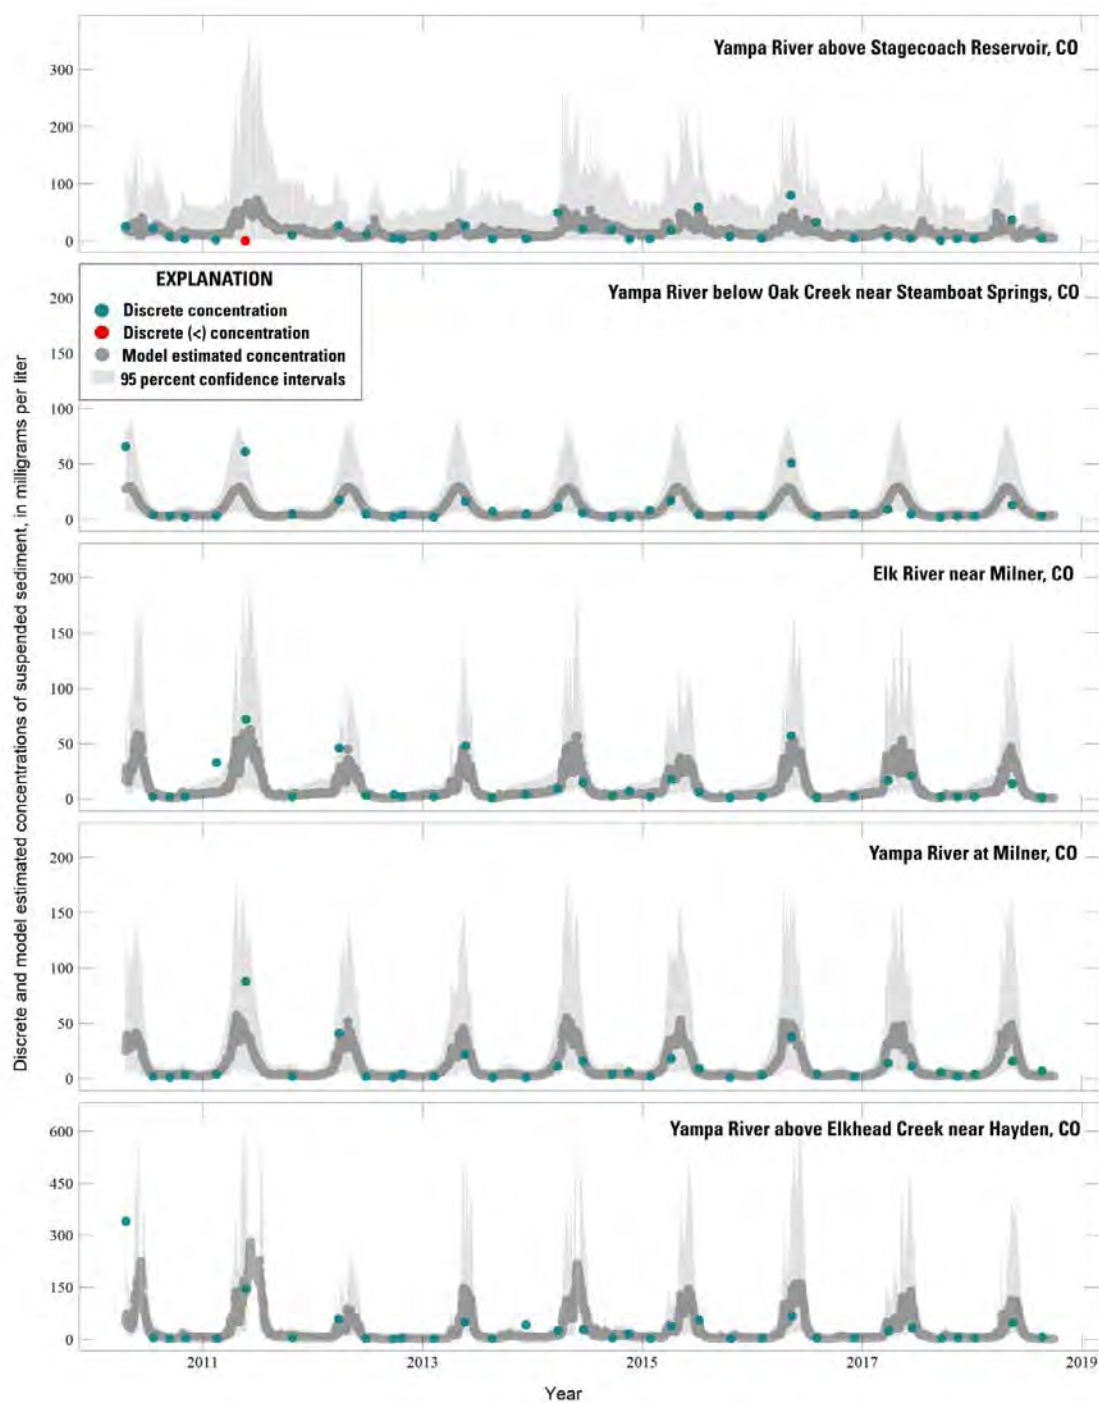 Yampa River above Stagecoach Reservoir, CO
300
200
100
0
EXPLANATION
Discrete concentration
Discrete (<) concentration
Model estimated concentration
95 percent confidence intervals
Yampa River below Oak Creek near Steamboat Springs, CO
200
150
100
50
0
Discrete and model estimated concentrations of suspended sediment, in milligrams per liter
Elk River near Milner, CO
200
150
100
50
0
Yampa River at Milner, CO
200
150
100
50
0
Yampa River above Elkhead Creek near Hayden, CO
600
450
300
150
0
2011 2013 2015 2017 2019
Year